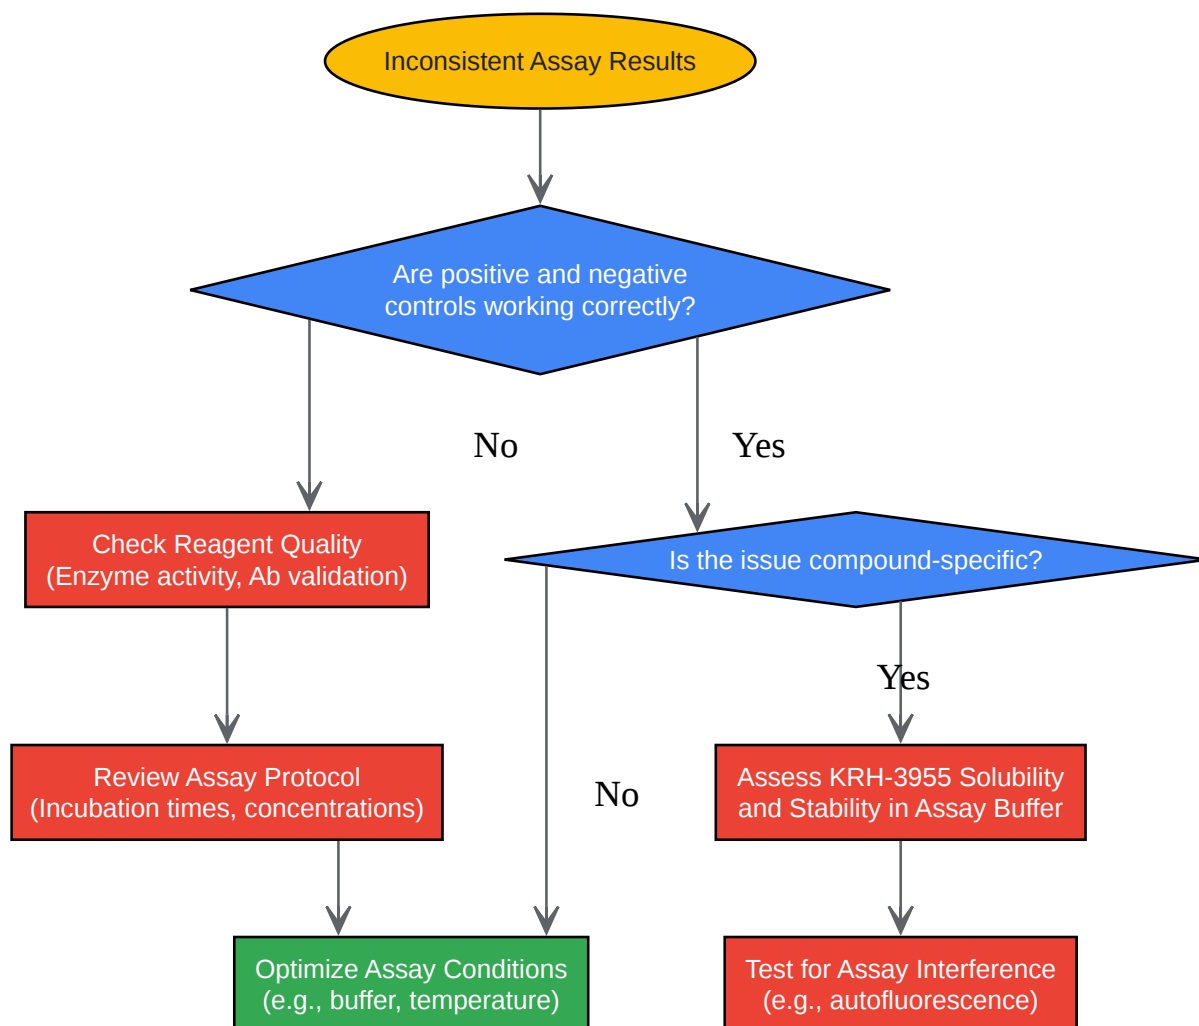 Inconsistent Assay Results
Are positive and negative
controls working correctly?
No
Yes
Check Reagent Quality
(Enzyme activity, Ab validation)
Is the issue compound-specific?
Yes
Review Assay Protocol
(Incubation times, concentrations)
No
Assess KRH-3955 Solubility
and Stability in Assay Buffer
Optimize Assay Conditions
(e.g., buffer, temperature)
Test for Assay Interference
(e.g., autofluorescence)